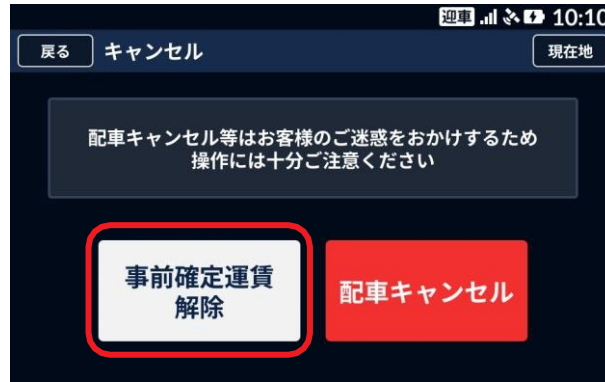 迎車 10:10
戻る キャンセル 現在地
配車キャンセル等はお客様のご迷惑をおかけするため
操作には十分ご注意ください
事前確定運賃
解除
配車キャンセル